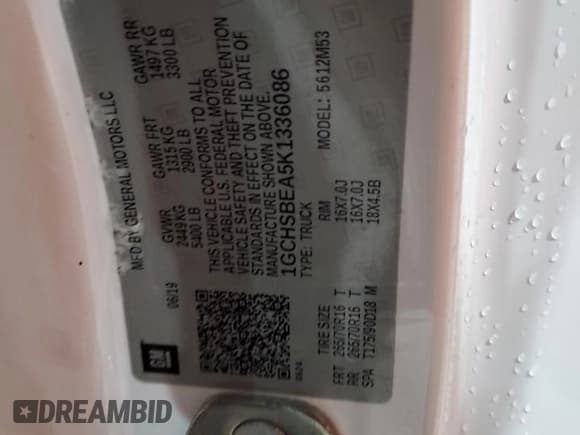 MFD BY GENERAL MOTORS LLC
06/19
GVWR GAWR FRT GAWR RR
2449 KG 1315 KG 1497 KG
5400 LB 2900 LB 3300 LB
THIS VEHICLE CONFORMS TO ALL
APPLICABLE U.S. FEDERAL MOTOR
VEHICLE SAFETY AND THEFT PREVENTION
STANDARDS IN EFFECT ON THE DATE OF
MANUFACTURE SHOWN ABOVE.
1GCHSBEA5K1336086
TYPE: TRUCK MODEL: 5612M53
TIRE SIZE RIM
FRT 265/70R16 T 16X7.0J
RR 265/70R16 T 16X7.0J
SPA T175/90D18 M 18X4.5B
GM
DREAMBID